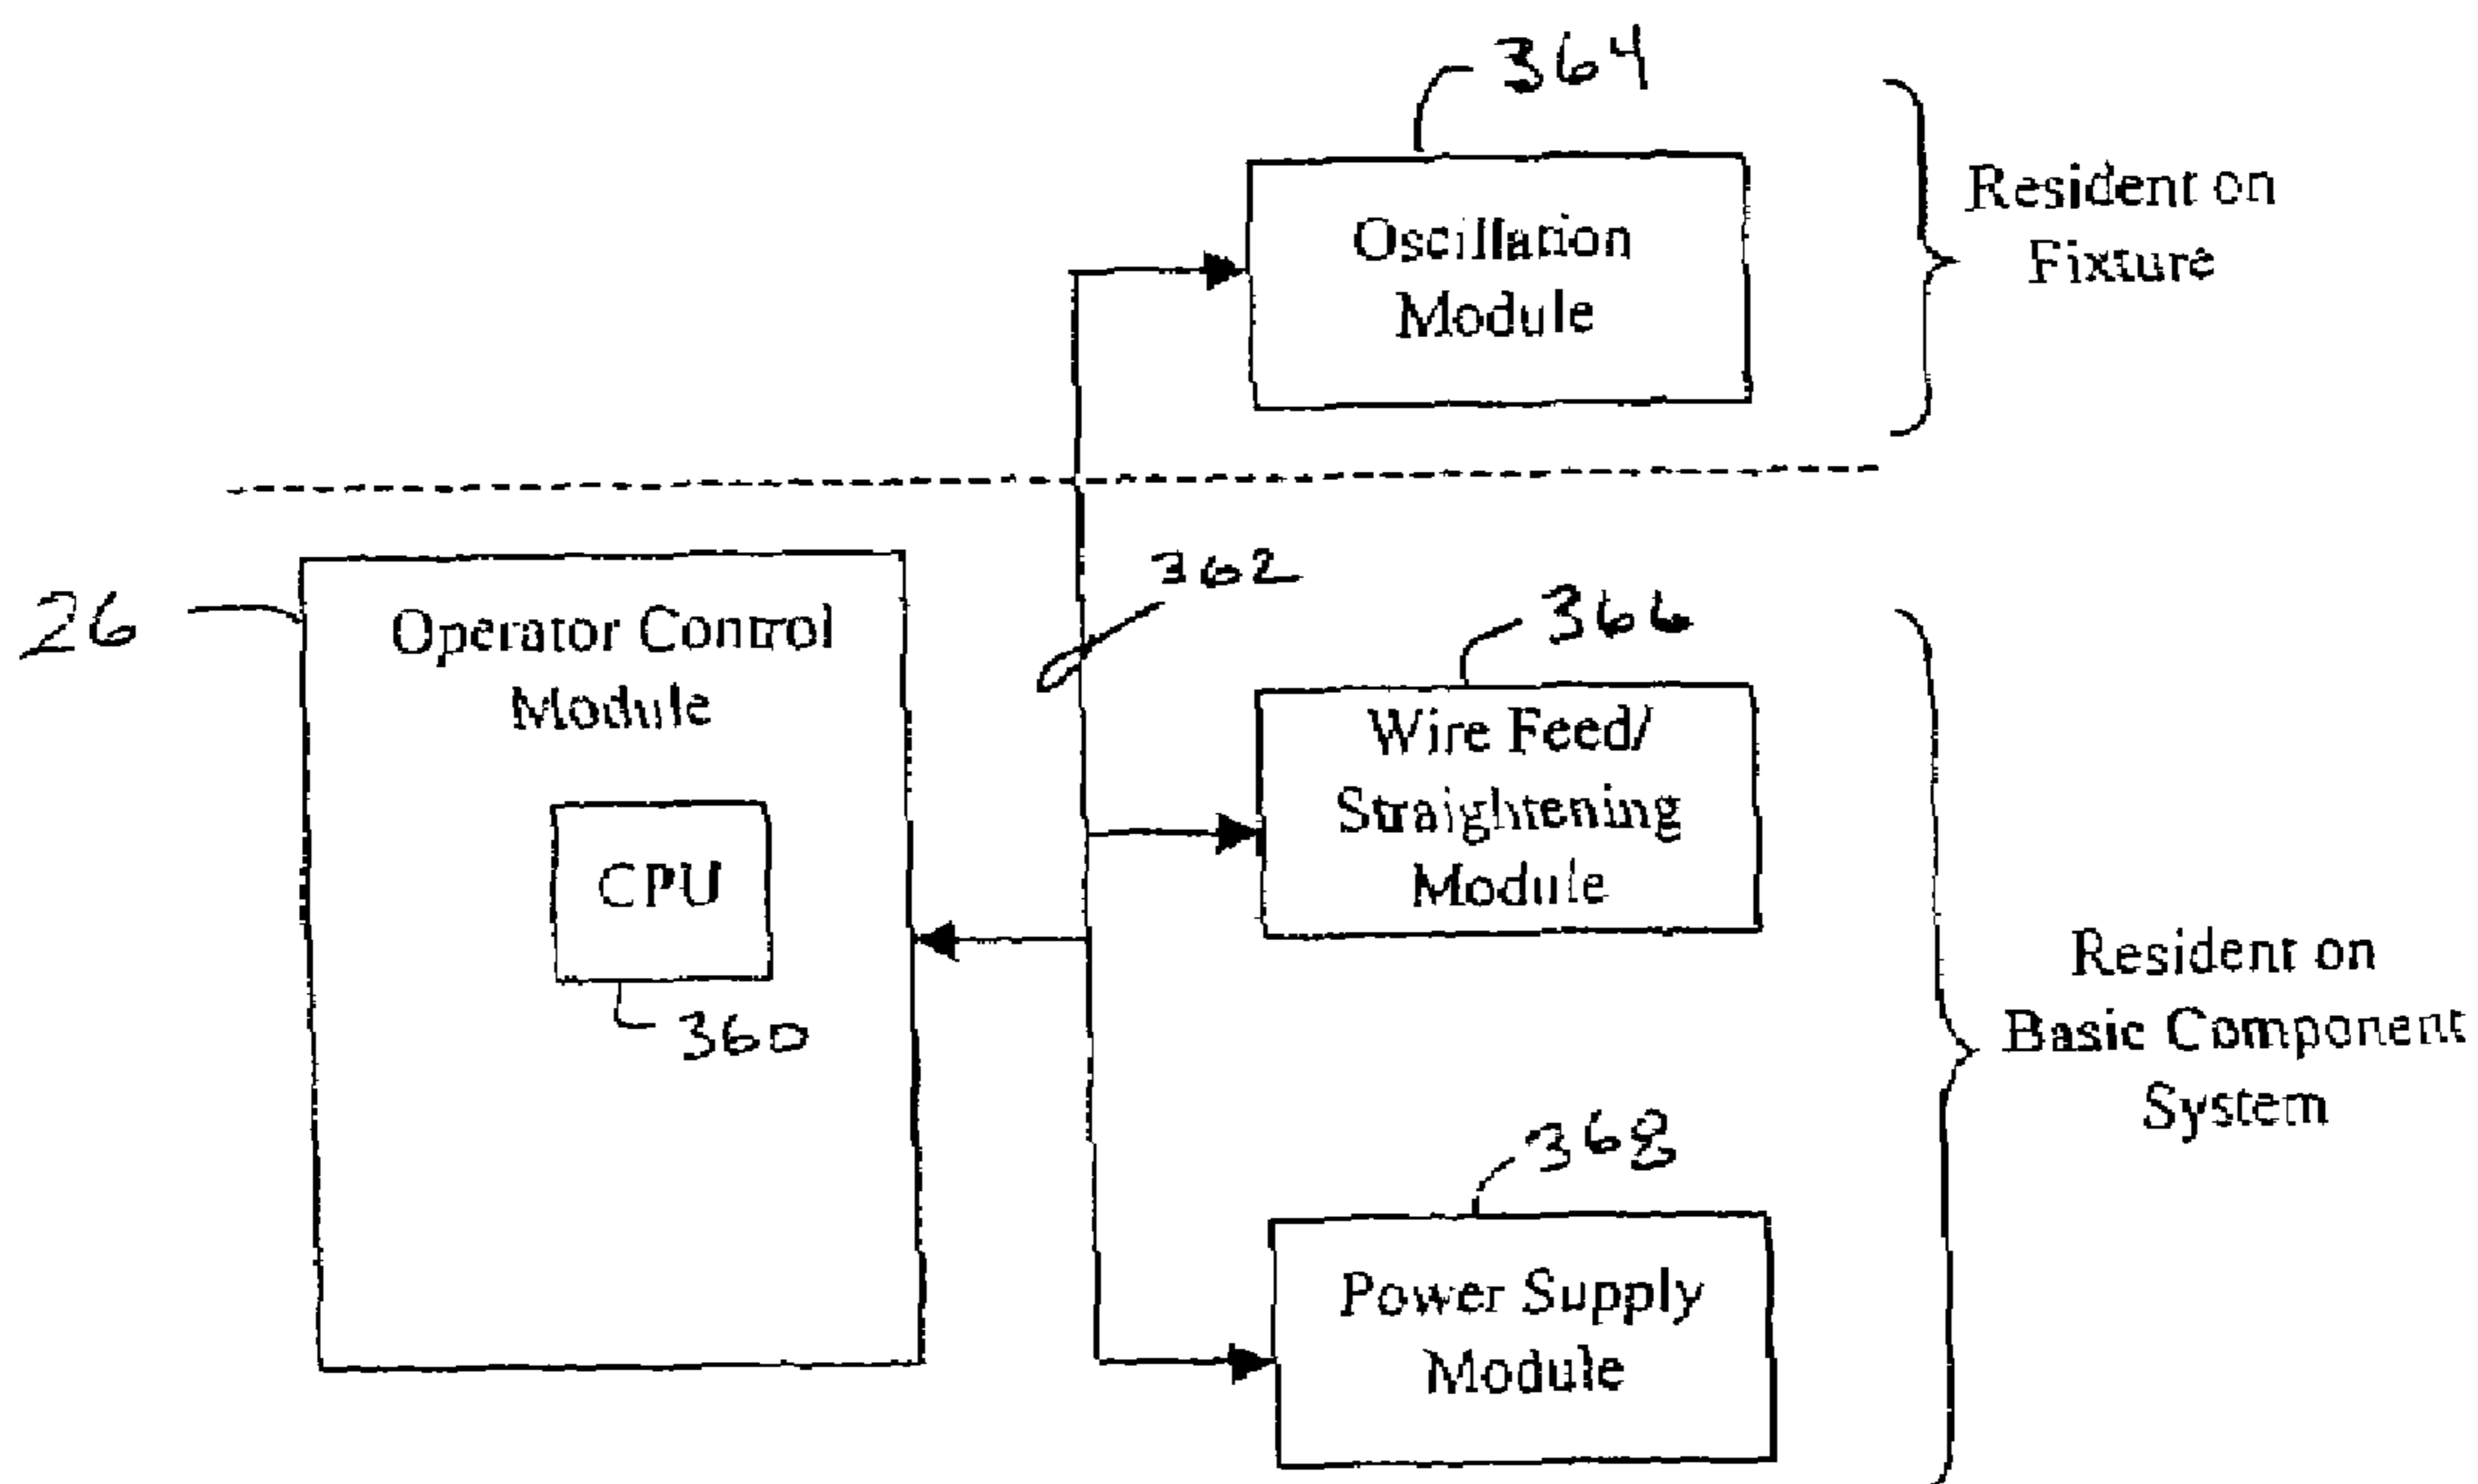 364
Oscillation
Module
Resident on
Fixture
26
Operator Control
Module
CPU
360
362
366
Wire Feed/
Straightening
Module
368
Power Supply
Module
Resident on
Basic Component
System